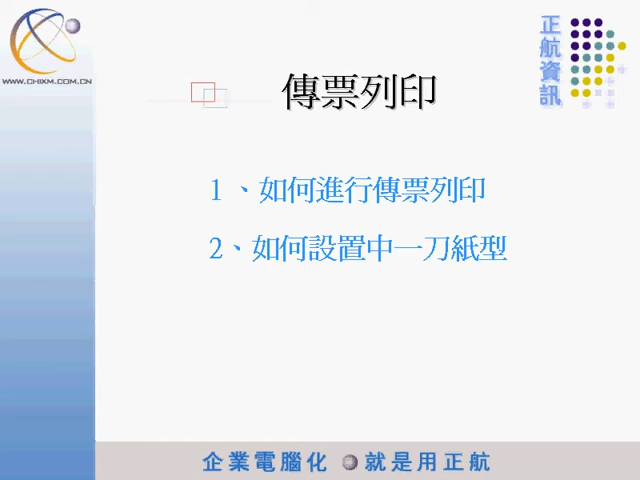 WWW.CHIXM.COM.CN
正航資訊
傳票列印
1、如何進行傳票列印
2、如何設置中一刀紙型
企業電腦化 就是用正航